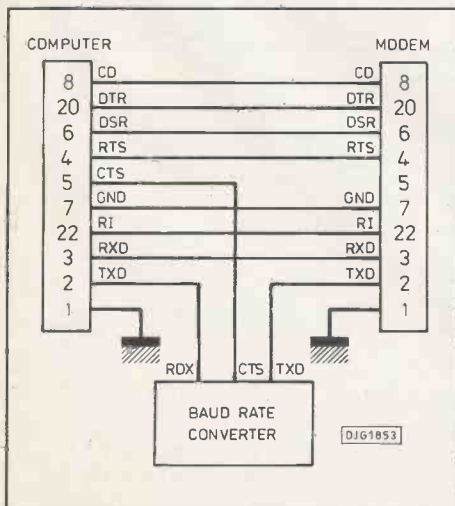 COMPUTER MODEM
8 CD CD 8
20 DTR DTR 20
6 DSR DSR 6
4 RTS RTS 4
5 CTS 5
7 GND GND 7
22 RI RI 22
3 RXD RXD 3
2 TXD TXD 2
1 1
RDX CTS TXD
BAUD RATE
CONVERTER
DJG1853